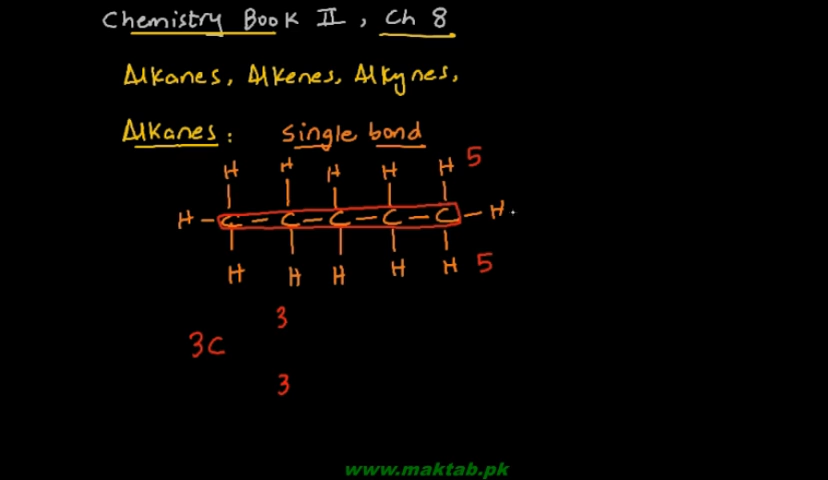 Chemistry Book II, Ch 8
Alkanes, Alkenes, Alkynes,
Alkanes: single bond
H H H H H 5
H - C - C - C - C - C - H
H H H H H 5
3
3C
3
www.maktab.pk